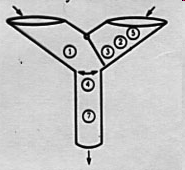 ① ③ ② ⑤
④
⑦